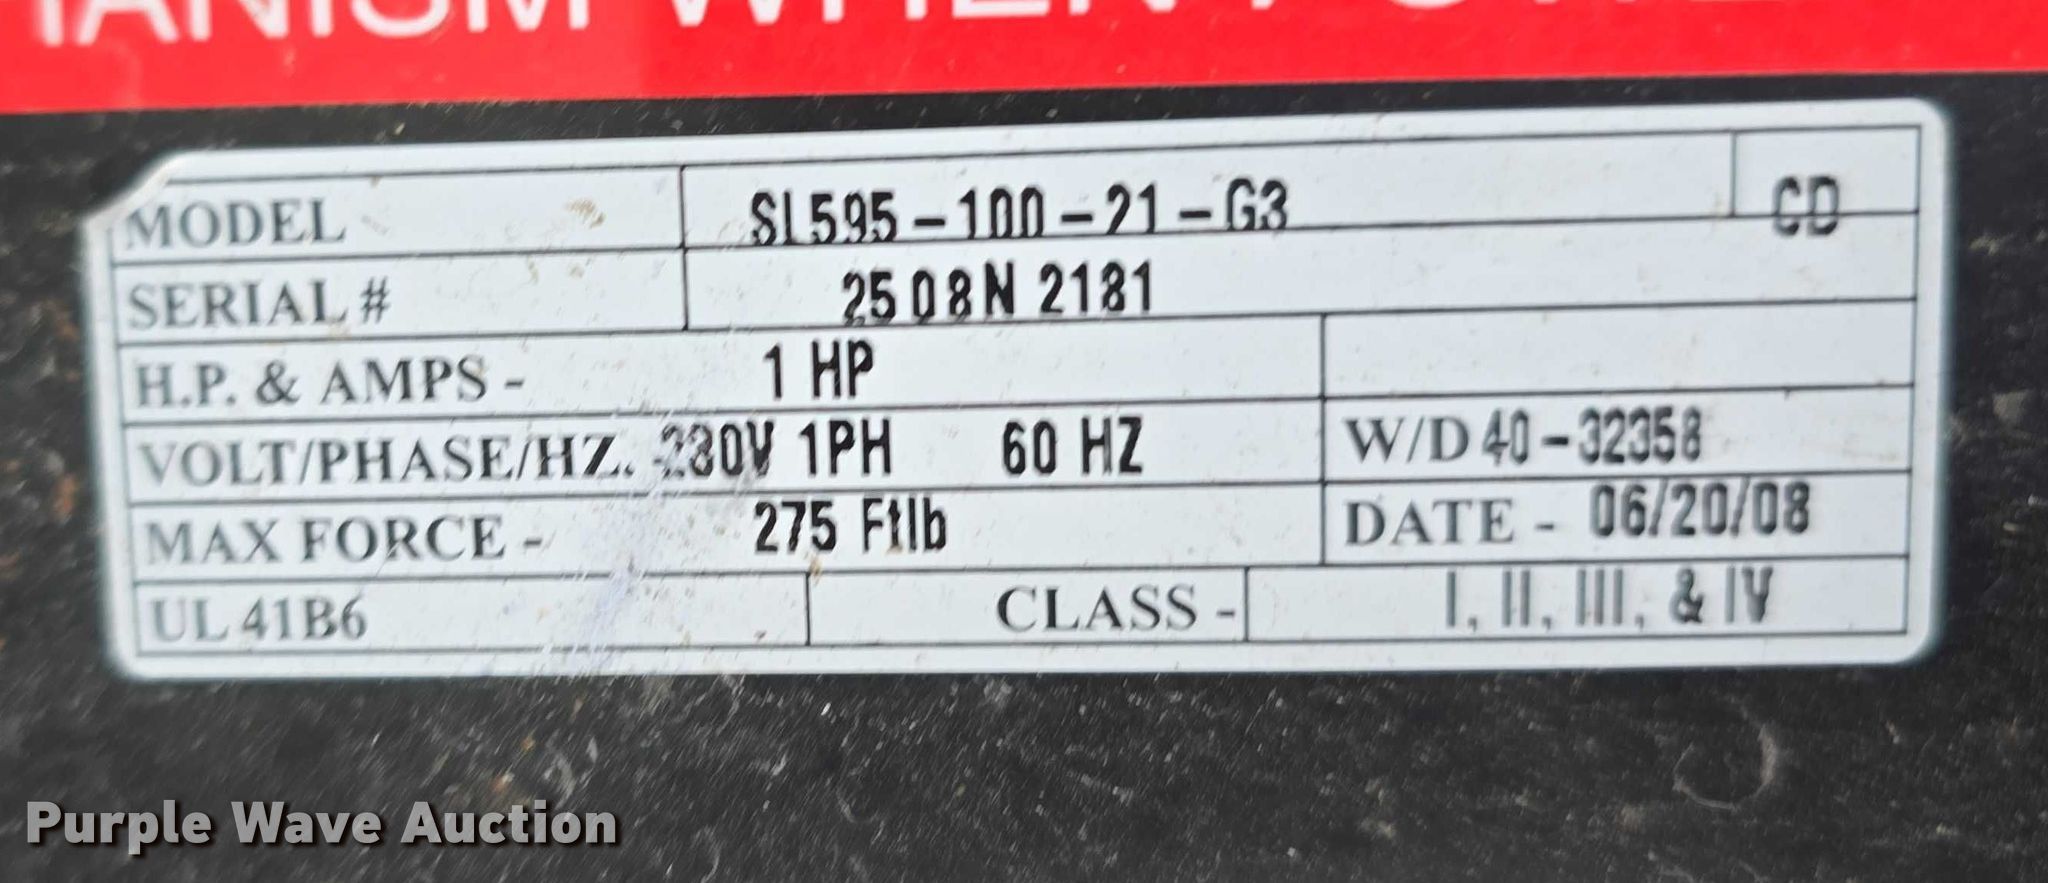 MODEL SL595-100-21-G3 CD
SERIAL # 2508N 2181
H.P. & AMPS - 1 HP
VOLT/PHASE/HZ. 230V 1PH 60 HZ W/D 40-32358
MAX FORCE - 275 Ftlb DATE - 06/20/08
UL 41B6 CLASS - I, II, III, & IV
Purple Wave Auction